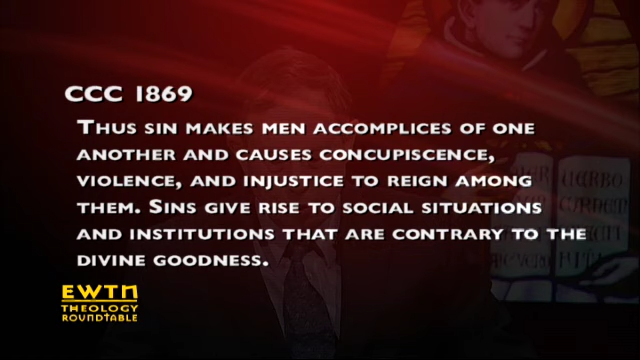 CCC 1869
THUS SIN MAKES MEN ACCOMPLICES OF ONE
ANOTHER AND CAUSES CONCUPISCENCE,
VIOLENCE, AND INJUSTICE TO REIGN AMONG
THEM. SINS GIVE RISE TO SOCIAL SITUATIONS
AND INSTITUTIONS THAT ARE CONTRARY TO THE
DIVINE GOODNESS.
EWTN
THEOLOGY
ROUNDTABLE